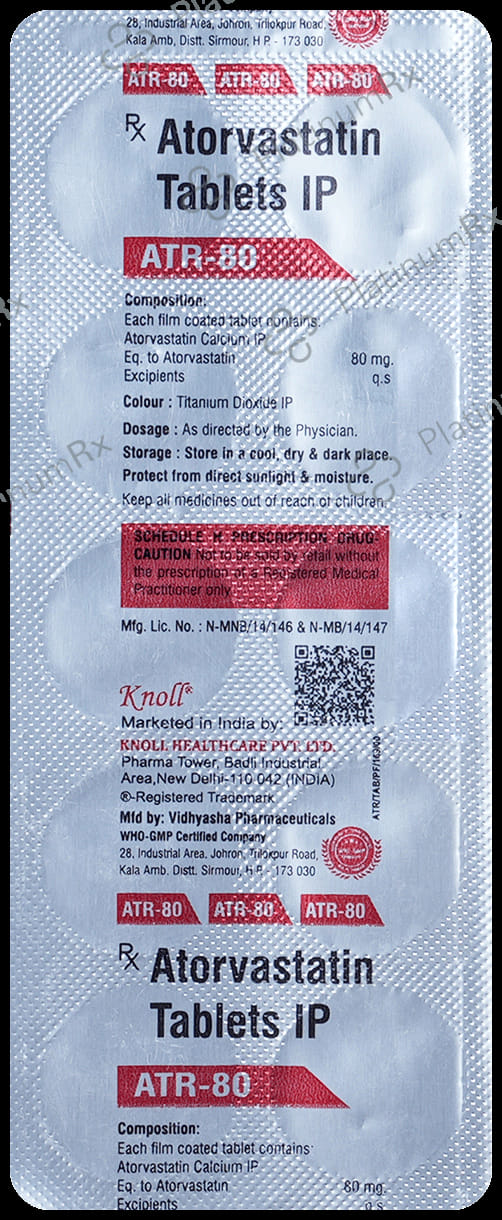 28, Industrial Area, Johron, Trilokpur Road,
Kala Amb, Distt. Sirmour, H.P. - 173 030
ATR-80 ATR-80 ATR-80
Rx Atorvastatin
Tablets IP
ATR-80
Composition:
Each film coated tablet contains:
Atorvastatin Calcium IP
Eq. to Atorvastatin 80 mg.
Excipients q.s
Colour : Titanium Dioxide IP
Dosage : As directed by the Physician.
Storage : Store in a cool, dry & dark place.
Protect from direct sunlight & moisture.
Keep all medicines out of reach of children.
SCHEDULE H PRESCRIPTION DRUG-
CAUTION Not to be sold by retail without
the prescription of a Registered Medical
Practitioner only
Mfg. Lic. No. : N-MNB/14/146 & N-MB/14/147
Knoll®
Marketed in India by:
KNOLL HEALTHCARE PVT. LTD.
Pharma Tower, Badli Industrial
Area, New Delhi-110 042 (INDIA)
®-Registered Trademark
Mfd by: Vidhyasha Pharmaceuticals
WHO-GMP Certified Company
28, Industrial Area, Johron, Trilokpur Road,
Kala Amb, Distt. Sirmour, H.P. - 173 030
ATR/TAB/PF/163/00
ATR-80 ATR-80 ATR-80
Rx Atorvastatin
Tablets IP
ATR-80
Composition:
Each film coated tablet contains:
Atorvastatin Calcium IP
Eq. to Atorvastatin 80 mg.
Excipients q.s
PlatinumRx
PlatinumRx
PlatinumRx